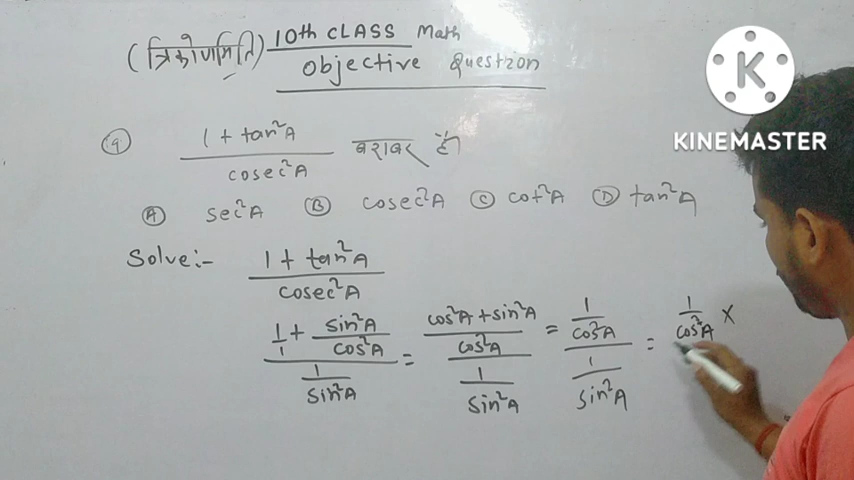 (त्रिकोणमिति) 10th CLASS Math
Objective Question
9 (1 + tan²A)/(cosec²A) बराबर है।
A sec²A B cosec²A C cot²A D tan²A
Solve:- (1 + tan²A)/(cosec²A)
(1/1 + sin²A/cos²A)/(1/sin²A) = ((cos²A + sin²A)/cos²A)/(1/sin²A) = (1/cos²A)/(1/sin²A) = 1/cos²A ×
K
KINEMASTER